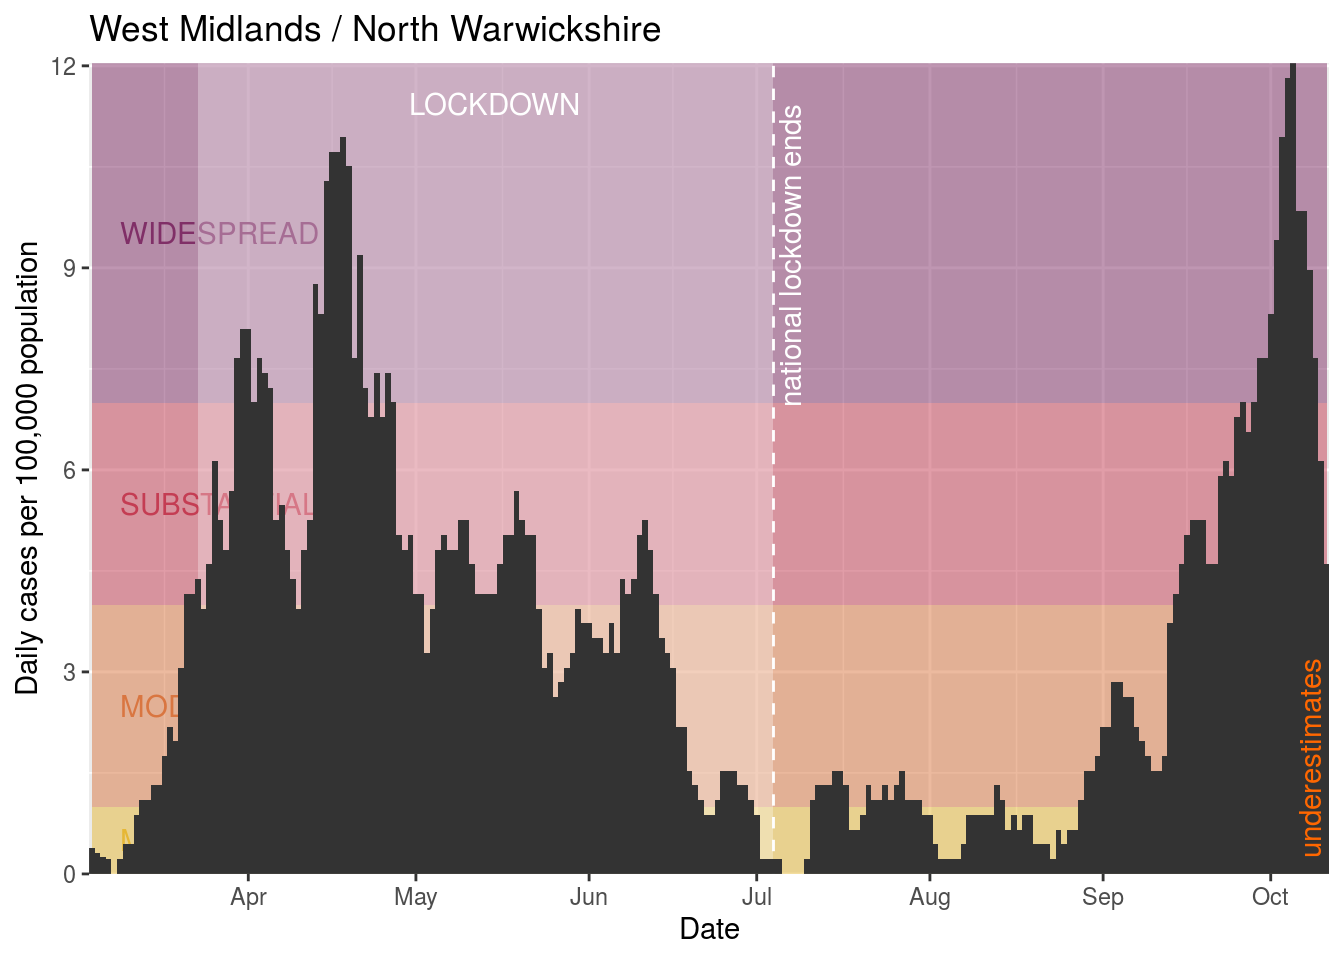 West Midlands / North Warwickshire
12
9
6
3
0
Daily cases per 100,000 population
LOCKDOWN
national lockdown ends
WIDESPREAD
underestimates
Apr
May
Jun
Jul
Aug
Sep
Oct
Date